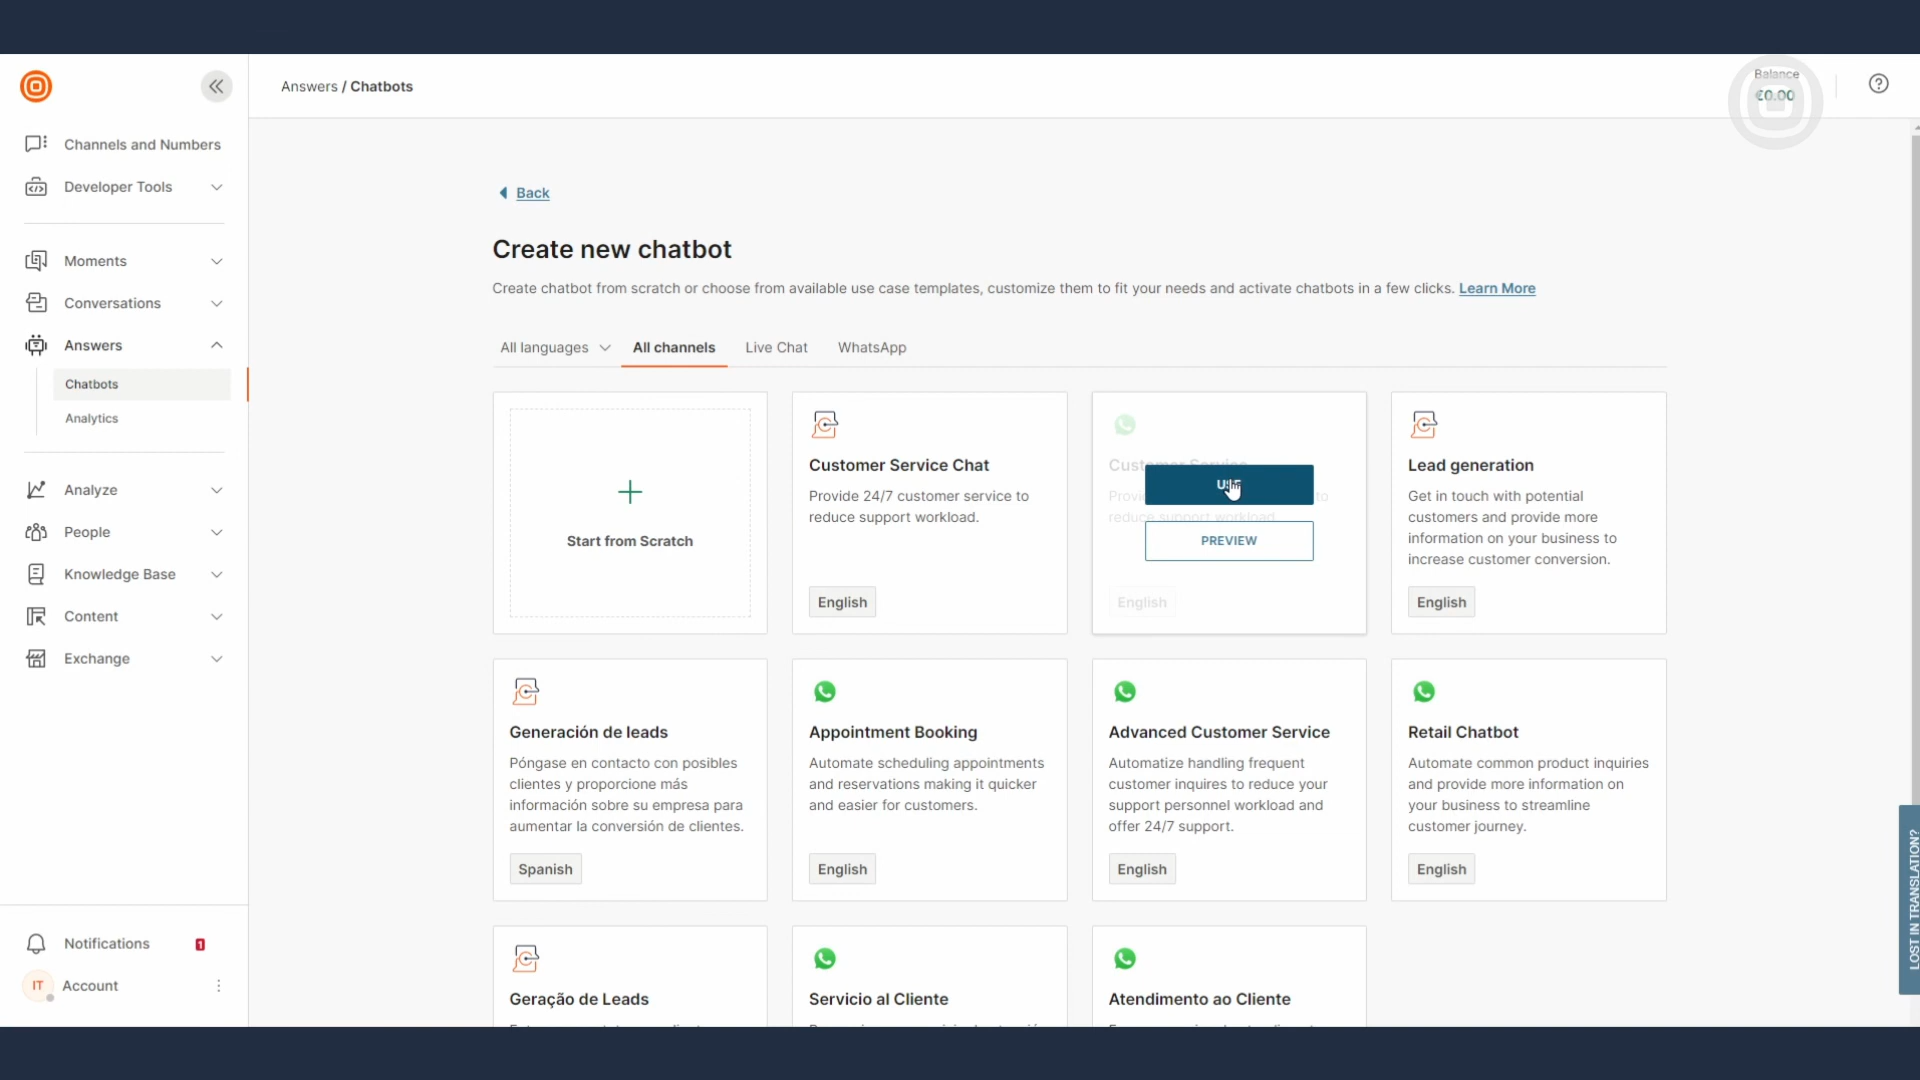 Answers / Chatbots
Balance
€0.00
Channels and Numbers
Developer Tools
Moments
Conversations
Answers
Chatbots
Analytics
Analyze
People
Knowledge Base
Content
Exchange
Notifications
1
IT
Account
Back
Create new chatbot
Create chatbot from scratch or choose from available use case templates, customize them to fit your needs and activate chatbots in a few clicks. Learn More
All languages
All channels
Live Chat
WhatsApp
Start from Scratch
Customer Service Chat
Provide 24/7 customer service to
reduce support workload.
English
Customer Service
PREVIEW
reduce support workload.
English
Lead generation
Get in touch with potential
customers and provide more
information on your business to
increase customer conversion.
English
Generación de leads
Póngase en contacto con posibles
clientes y proporcione más
información sobre su empresa para
aumentar la conversión de clientes.
Spanish
Appointment Booking
Automate scheduling appointments
and reservations making it quicker
and easier for customers.
English
Advanced Customer Service
Automatize handling frequent
customer inquires to reduce your
support personnel workload and
offer 24/7 support.
English
Retail Chatbot
Automate common product inquiries
and provide more information on
your business to streamline
customer journey.
English
Geração de Leads
Servicio al Cliente
Atendimento ao Cliente
LOST IN TRANSLATION?